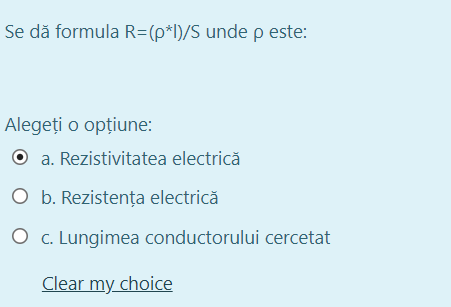 Se dă formula R=(ρ*l)/S unde ρ este:
Alegeți o opțiune:
a. Rezistivitatea electrică
b. Rezistența electrică
c. Lungimea conductorului cercetat
Clear my choice